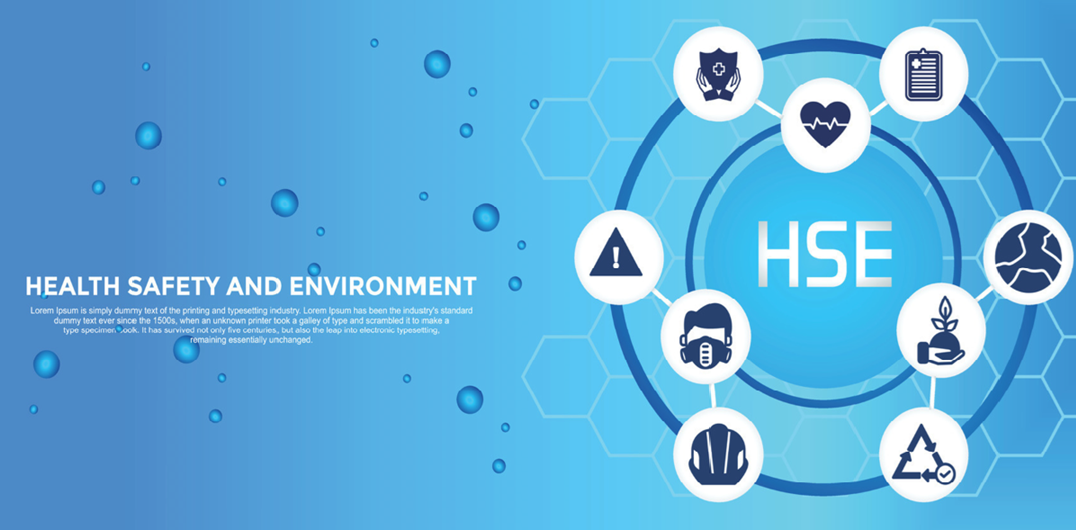 HSE
HEALTH SAFETY AND ENVIRONMENT
Lorem Ipsum is simply dummy text of the printing and typesetting industry. Lorem Ipsum has been the industry's standard
dummy text ever since the 1500s, when an unknown printer took a galley of type and scrambled it to make a
type specimen book. It has survived not only five centuries, but also the leap into electronic typesetting,
remaining essentially unchanged.